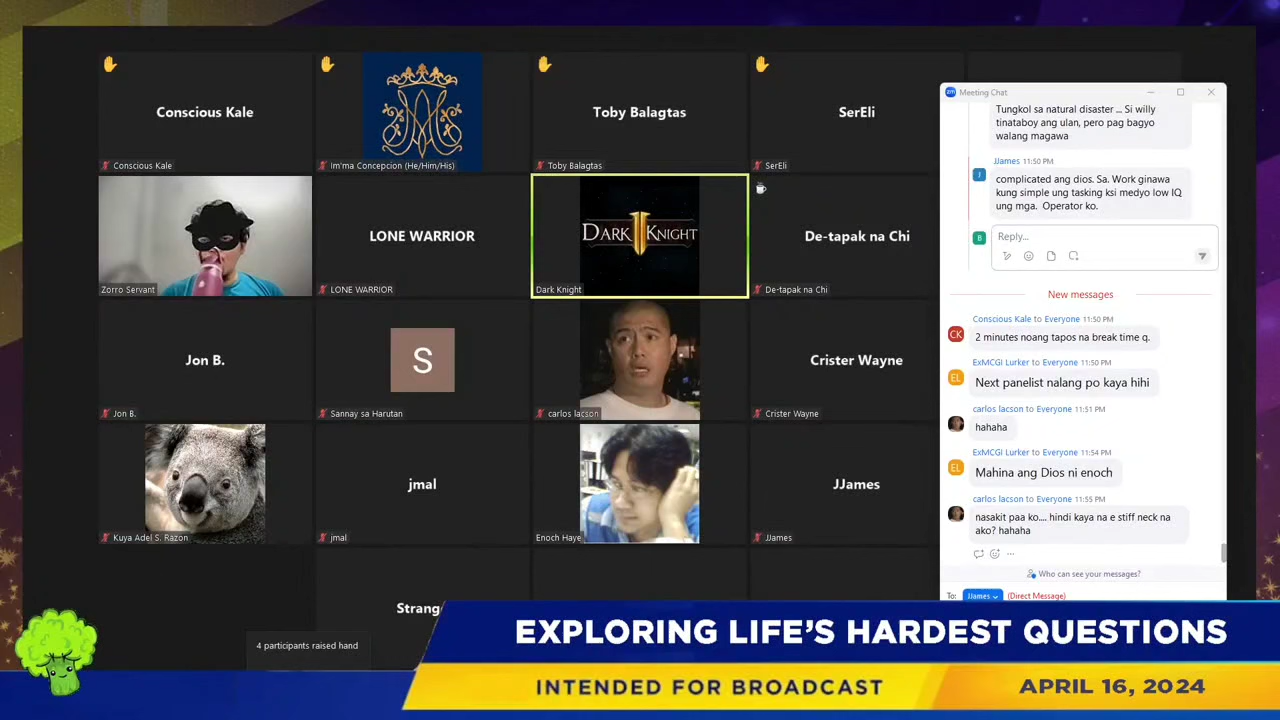 Conscious Kale
Conscious Kale
Im'ma Concepcion (He/Him/His)
Toby Balagtas
Toby Balagtas
SerEli
SerEli
Zorro Servant
LONE WARRIOR
LONE WARRIOR
DARK II KNIGHT
Dark Knight
De-tapak na Chi
De-tapak na Chi
Jon B.
Jon B.
S
Sannay sa Harutan
carlos lacson
Crister Wayne
Crister Wayne
Kuya Adel S. Razon
jmal
jmal
Enoch Haye
JJames
JJames
Strang
4 participants raised hand
zm Meeting Chat
Tungkol sa natural disaster ... Si willy
tinataboy ang ulan, pero pag bagyo
walang magawa
JJames 11:50 PM
J
complicated ang dios. Sa. Work ginawa
kung simple ung tasking ksi medyo low IQ
ung mga. Operator ko.
B
Reply...
New messages
Conscious Kale to Everyone 11:50 PM
CK
2 minutes noang tapos na break time q.
ExMCGI Lurker to Everyone 11:50 PM
EL
Next panelist nalang po kaya hihi
carlos lacson to Everyone 11:51 PM
hahaha
ExMCGI Lurker to Everyone 11:54 PM
EL
Mahina ang Dios ni enoch
carlos lacson to Everyone 11:55 PM
nasakit paa ko.... hindi kaya na e stiff neck na
ako? hahaha
Who can see your messages?
To: JJames (Direct Message)
EXPLORING LIFE'S HARDEST QUESTIONS
INTENDED FOR BROADCAST
APRIL 16, 2024